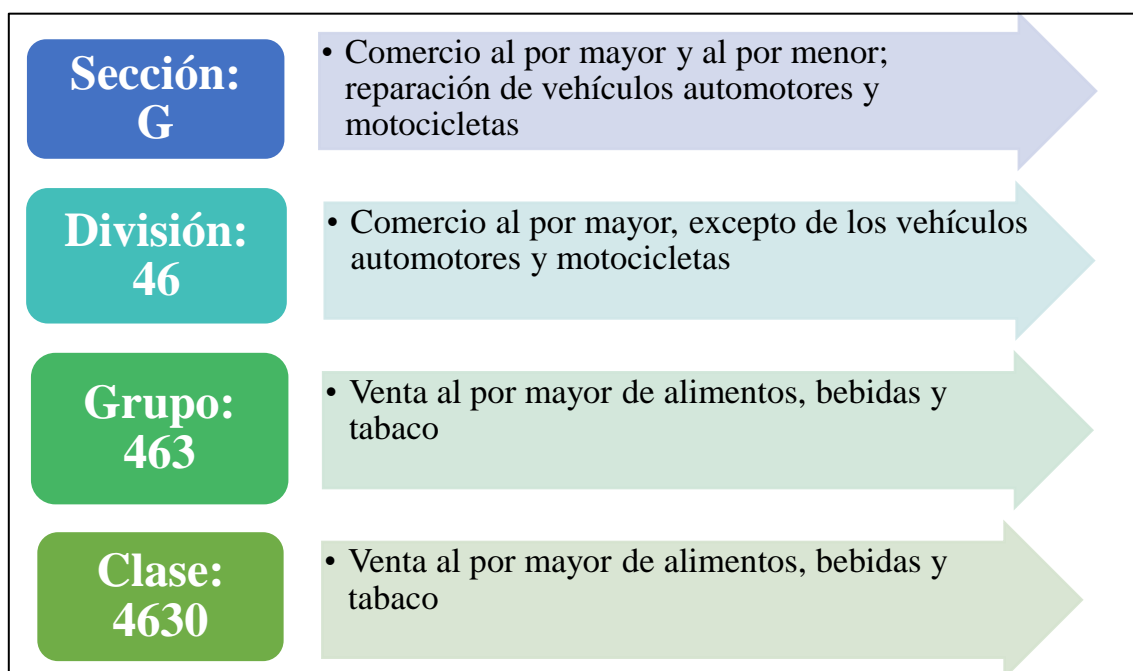 Sección:
G
• Comercio al por mayor y al por menor;
reparación de vehículos automotores y
motocicletas
División:
46
• Comercio al por mayor, excepto de los vehículos
automotores y motocicletas
Grupo:
463
• Venta al por mayor de alimentos, bebidas y
tabaco
Clase:
4630
• Venta al por mayor de alimentos, bebidas y
tabaco